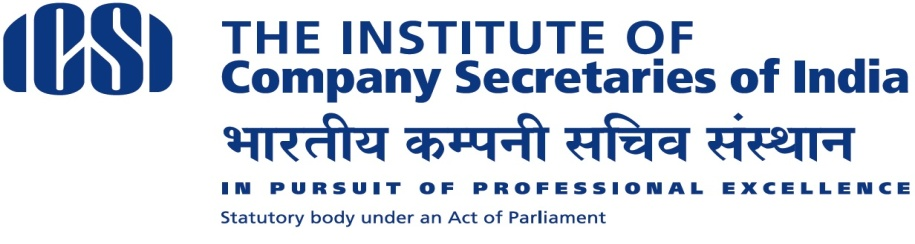 ICSI
THE INSTITUTE OF
Company Secretaries of India
भारतीय कम्पनी सचिव संस्थान
IN PURSUIT OF PROFESSIONAL EXCELLENCE
Statutory body under an Act of Parliament